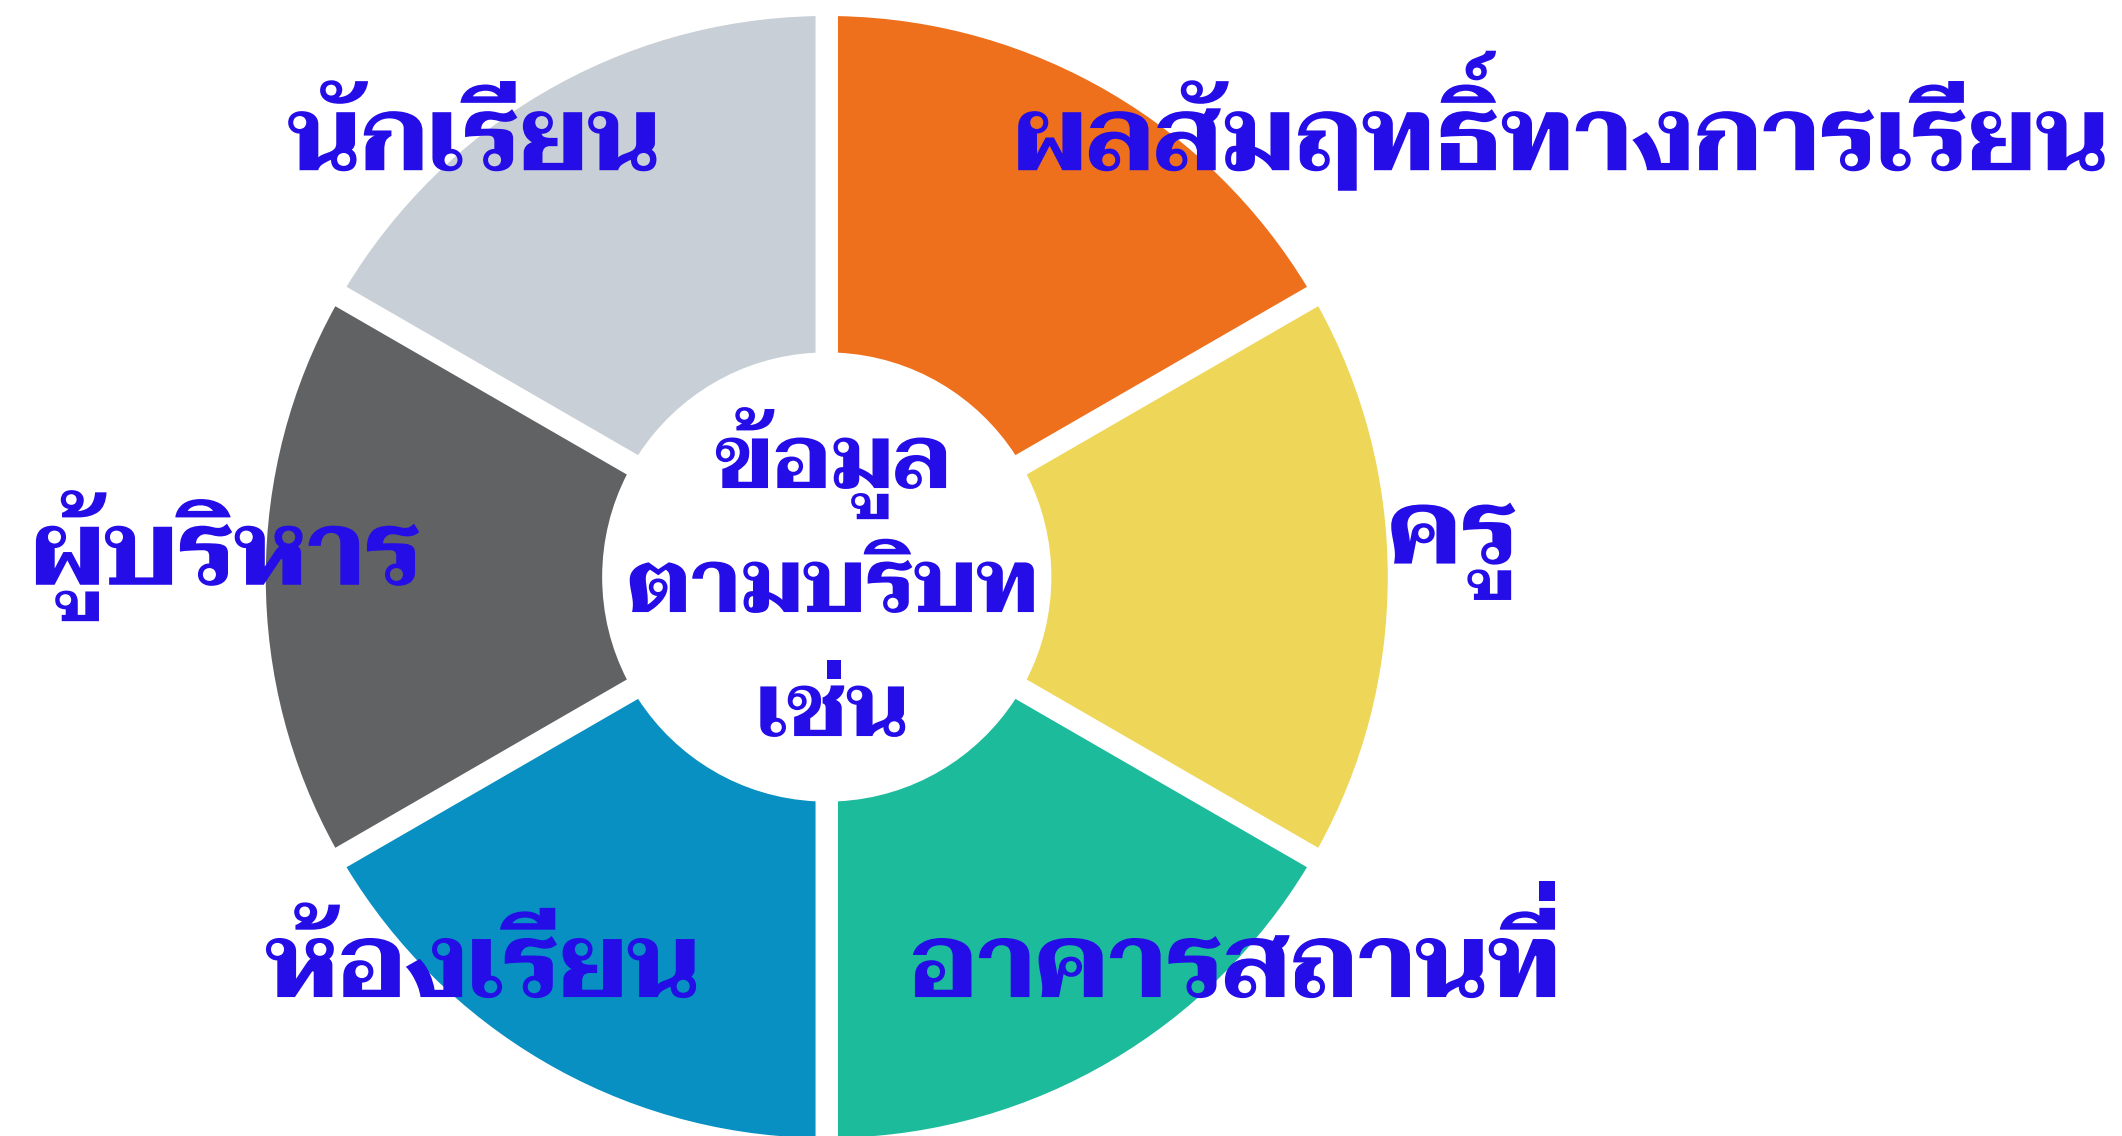 นักเรียน
ผลสัมฤทธิ์ทางการเรียน
ข้อมูล
ตามบริบท
เช่น
ผู้บริหาร
ครู
ห้องเรียน
อาคารสถานที่